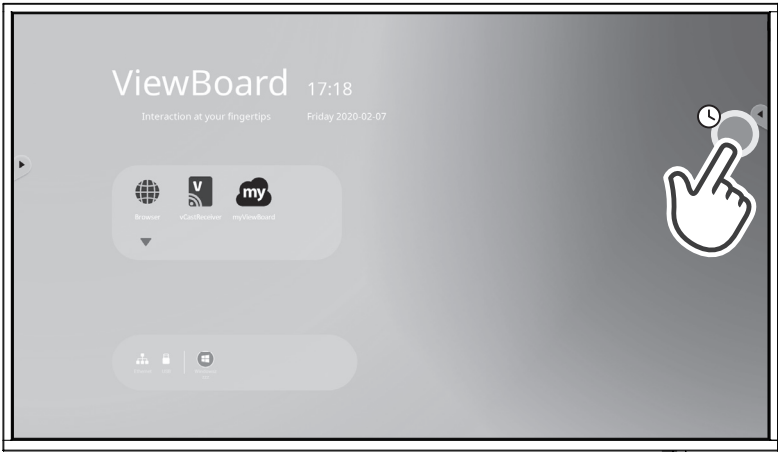 ViewBoard 17:18
Interaction at your fingertips Friday 2020-02-07
V
my
Browser vCastReceiver myViewBoard